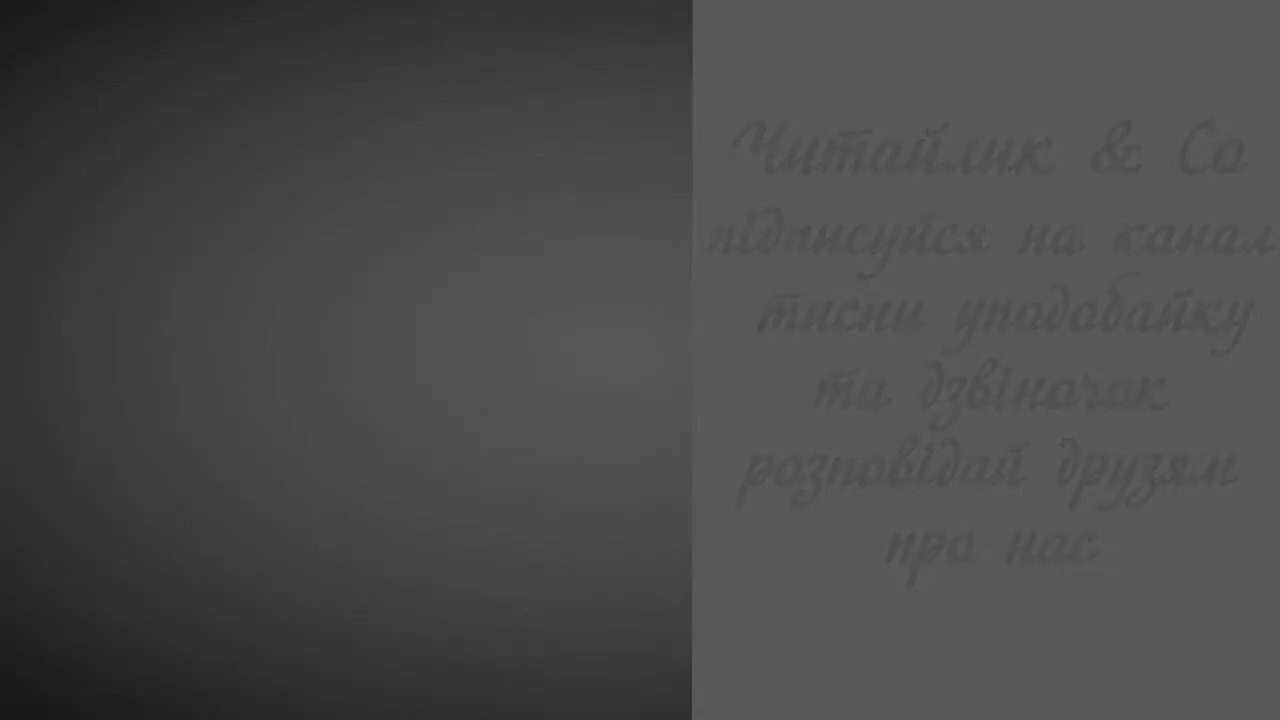 Читайлик & Co
підписуйся на канал
тисни уподобайку
та дзвіночок
розповідай друзям
про нас